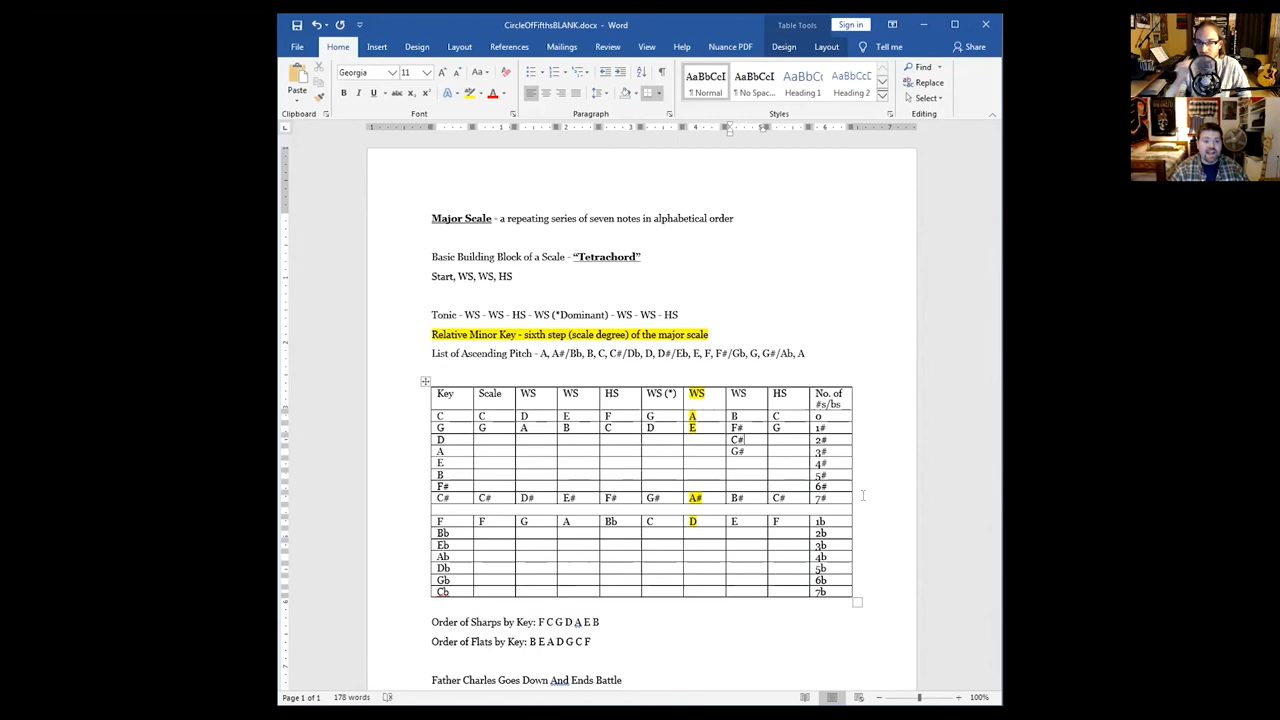 CircleOfFifthsBLANK.docx - Word
Table Tools
Sign in
File Home Insert Design Layout References Mailings Review View Help Nuance PDF Design Layout Tell me Share
Georgia 11
Paste
Clipboard
Font
Paragraph
AaBbCcI AaBbCcI AaBbCc AaBbCcI
¶ Normal ¶ No Spac... Heading 1 Heading 2
Styles
Find
Replace
Select
Editing
Major Scale - a repeating series of seven notes in alphabetical order
Basic Building Block of a Scale - “Tetrachord”
Start, WS, WS, HS
Tonic - WS - WS - HS - WS (*Dominant) - WS - WS - HS
Relative Minor Key - sixth step (scale degree) of the major scale
List of Ascending Pitch - A, A#/Bb, B, C, C#/Db, D, D#/Eb, E, F, F#/Gb, G, G#/Ab, A
Key Scale WS WS HS WS (*) WS WS HS No. of #s/bs
C C D E F G A B C 0
G G A B C D E F# G 1#
D C# 2#
A G# 3#
E 4#
B 5#
F# 6#
C# C# D# E# F# G# A# B# C# 7#
F F G A Bb C D E F 1b
Bb 2b
Eb 3b
Ab 4b
Db 5b
Gb 6b
Cb 7b
Order of Sharps by Key: F C G D A E B
Order of Flats by Key: B E A D G C F
Father Charles Goes Down And Ends Battle
Page 1 of 1 178 words 100%